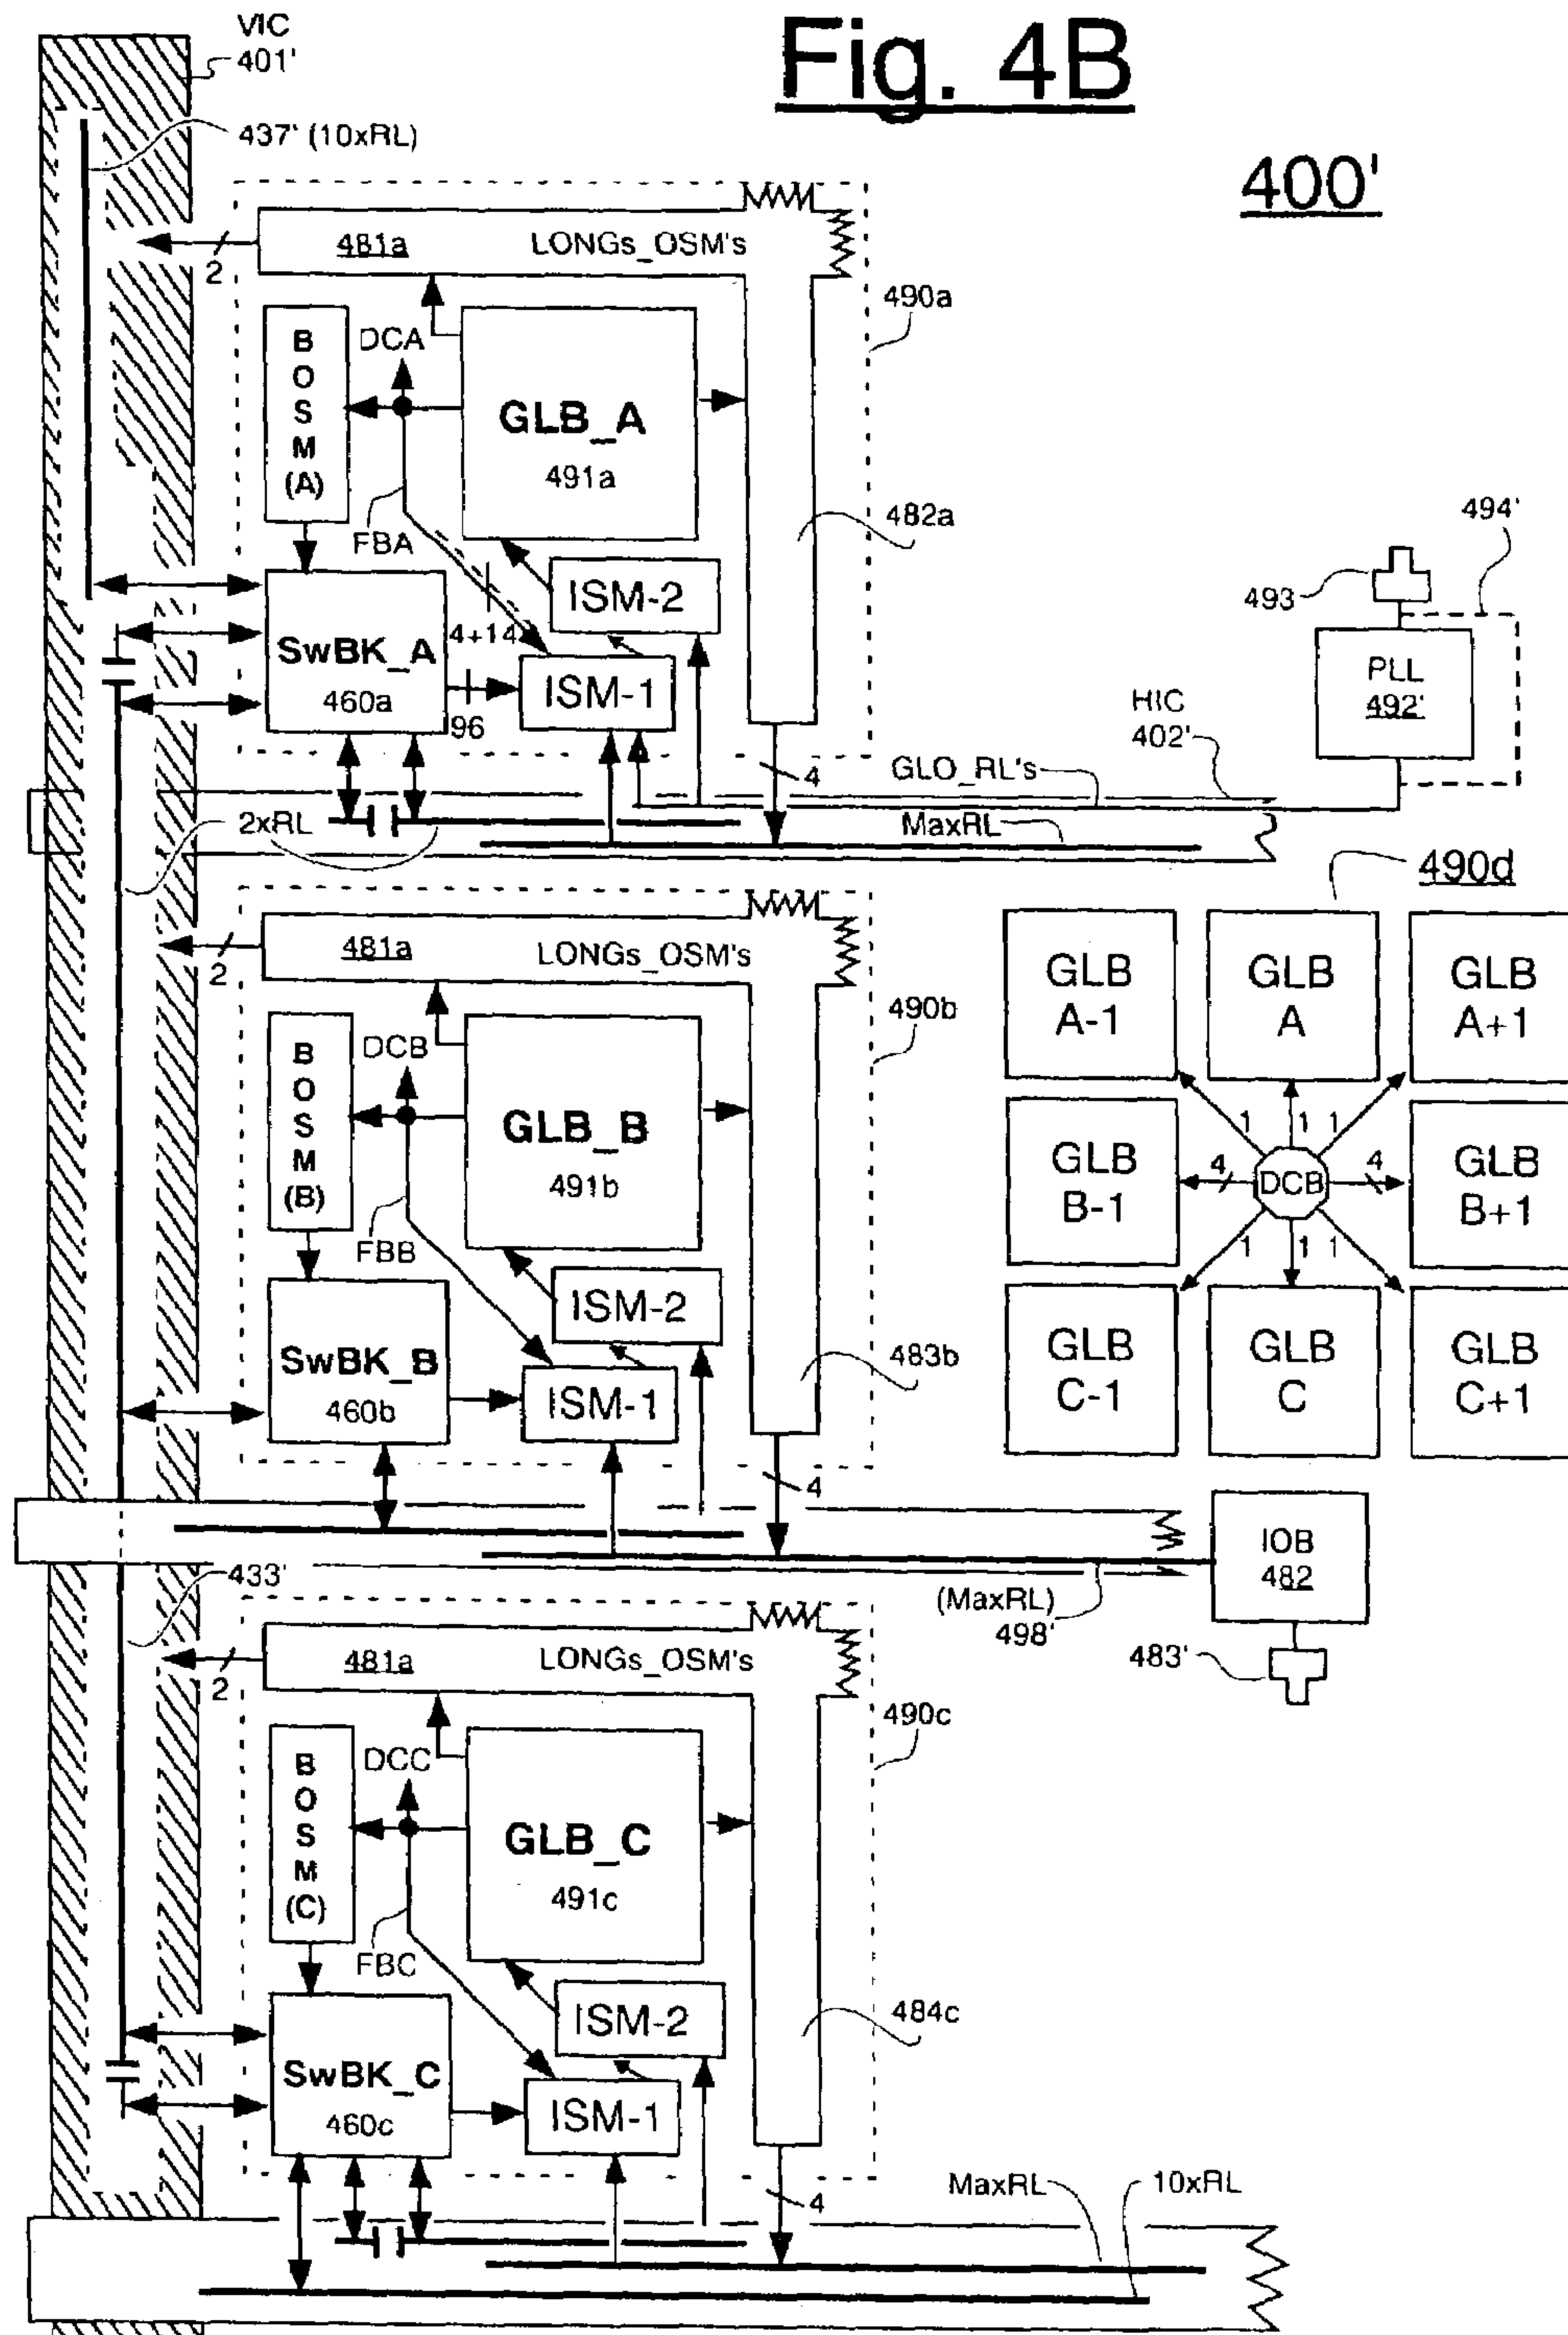 Fig. 4B
400'
VIC
401'
437' (10xRL)
481a LONGs_OSM's
2
490a
BOSM(A)
DCA
GLB_A
491a
FBA
482a
ISM-2
4+14
SwBK_A
460a
ISM-1
96
494'
493
PLL
492'
HIC
402'
GLO_RL's
4
2xRL
MaxRL
490d
481a LONGs_OSM's
2
490b
BOSM(B)
DCB
GLB_B
491b
FBB
483b
ISM-2
SwBK_B
460b
ISM-1
4
GLB A-1
GLB A
GLB A+1
1 1 1
GLB B-1
4
DCB
4
GLB B+1
1 1 1
GLB C-1
GLB C
GLB C+1
IOB
482
433'
(MaxRL)
498'
483'
481a LONGs_OSM's
2
490c
BOSM(C)
DCC
GLB_C
491c
FBC
484c
ISM-2
SwBK_C
460c
ISM-1
4
MaxRL
10xRL